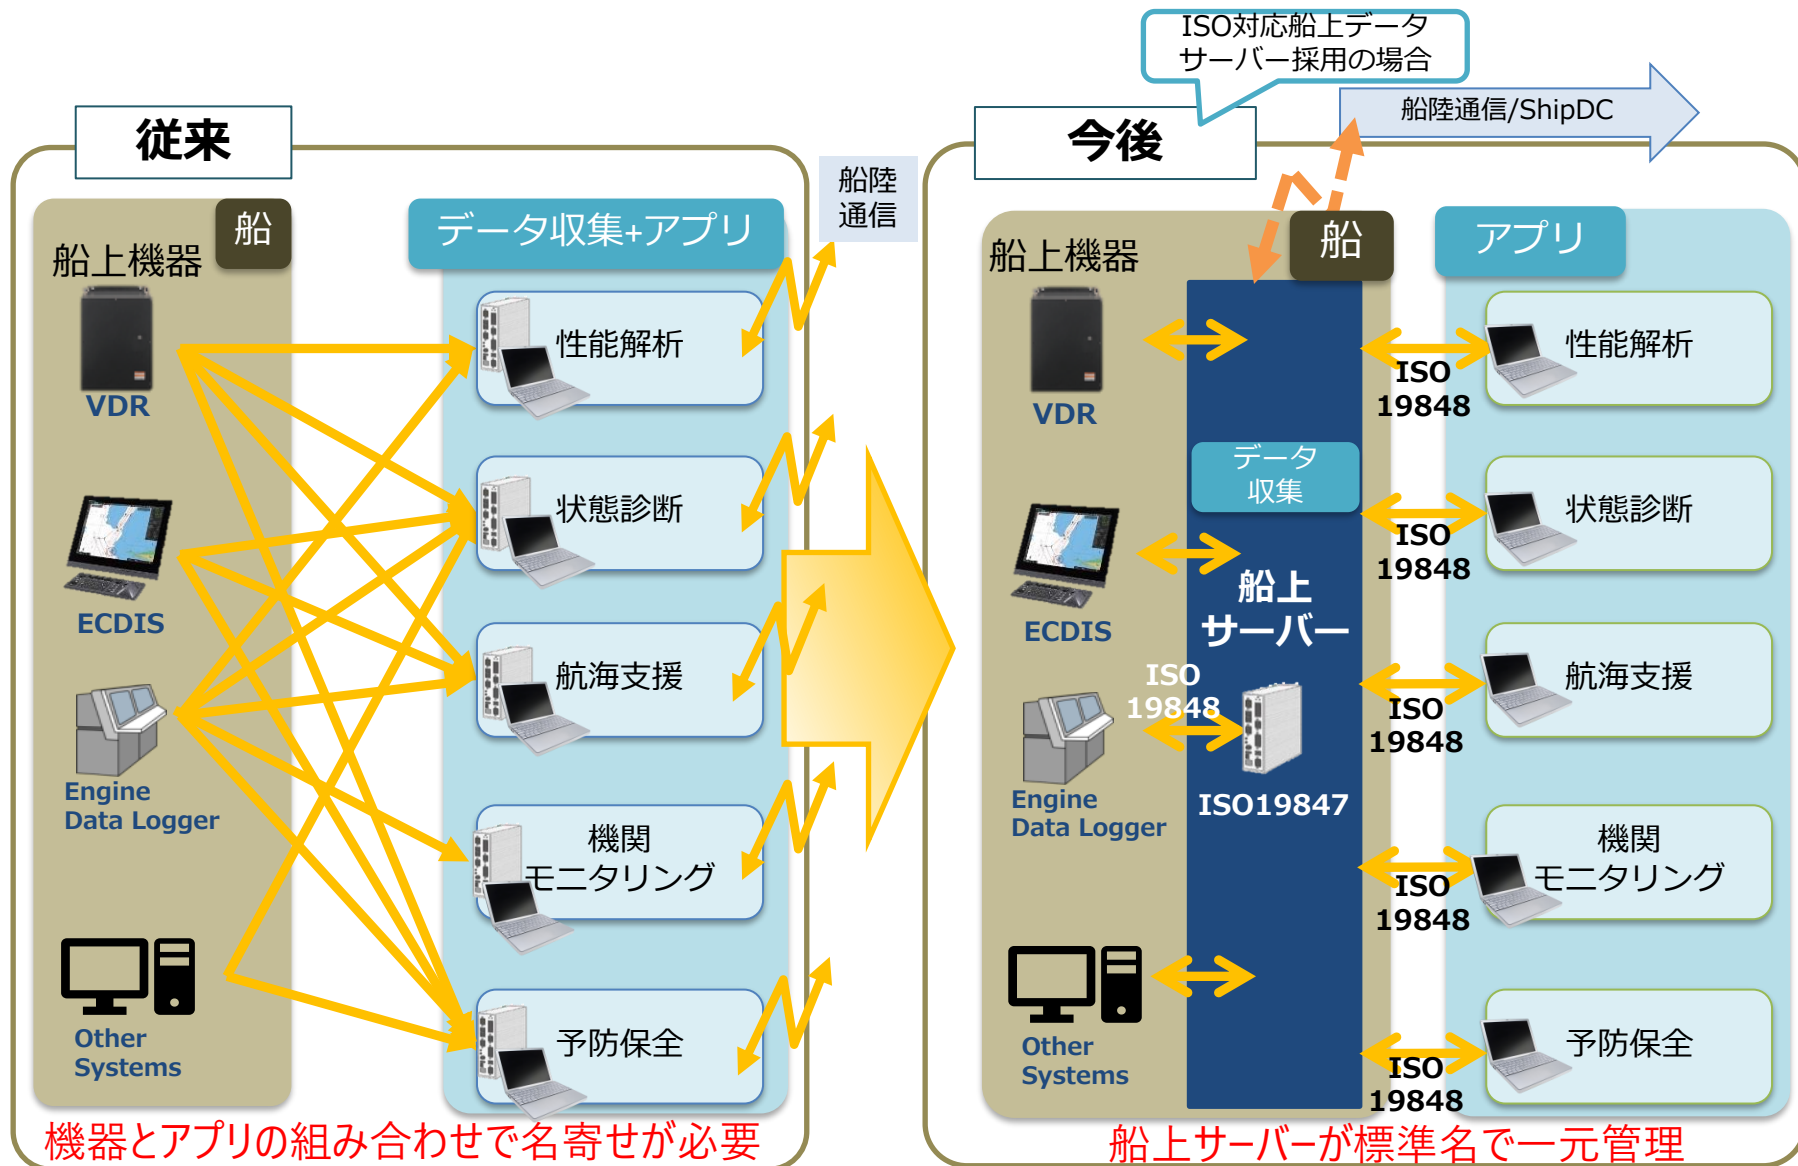 ISO対応船上データ
サーバー採用の場合
従来
今後
船陸通信/ShipDC
船陸
通信
船
船上機器
データ収集+アプリ
VDR
ECDIS
Engine
Data Logger
Other
Systems
性能解析
状態診断
航海支援
機関
モニタリング
予防保全
機器とアプリの組み合わせで名寄せが必要
船
船上機器
アプリ
VDR
ECDIS
Engine
Data Logger
Other
Systems
データ
収集
船上
サーバー
ISO
19848
ISO19847
ISO
19848
性能解析
ISO
19848
状態診断
ISO
19848
航海支援
ISO
19848
機関
モニタリング
ISO
19848
予防保全
船上サーバーが標準名で一元管理